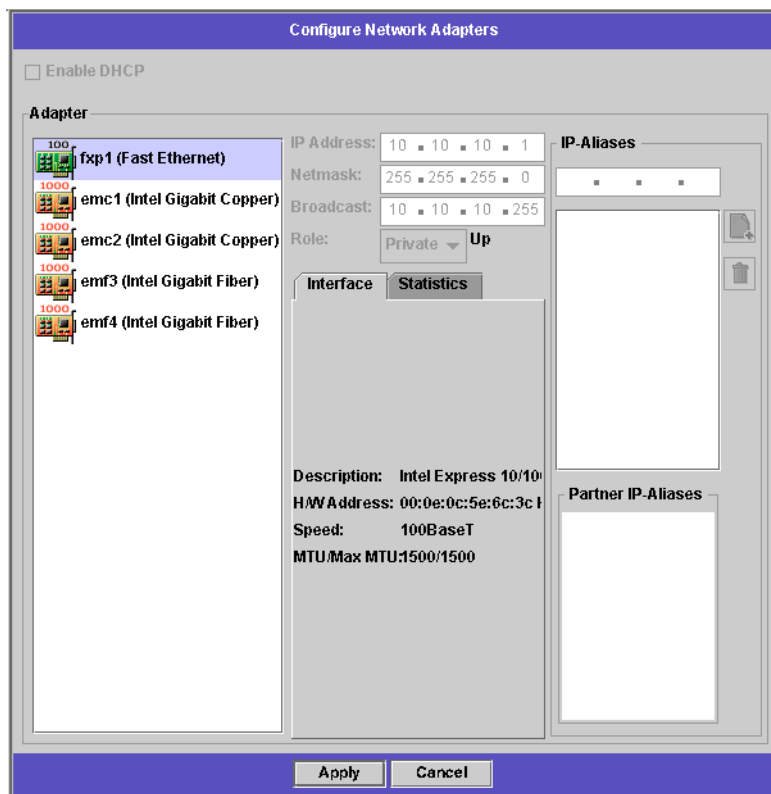 Configure Network Adapters
Enable DHCP
Adapter
100
fxp1 (Fast Ethernet)
1000
emc1 (Intel Gigabit Copper)
1000
emc2 (Intel Gigabit Copper)
1000
emf3 (Intel Gigabit Fiber)
1000
emf4 (Intel Gigabit Fiber)
IP Address: 10 . 10 . 10 . 1
Netmask: 255 . 255 . 255 . 0
Broadcast: 10 . 10 . 10 . 255
Role: Private Up
Interface Statistics
Description: Intel Express 10/10
H/W Address: 00:0e:0c:5e:6c:3c
Speed: 100BaseT
MTU/Max MTU: 1500/1500
IP-Aliases
. . .
Partner IP-Aliases
Apply Cancel